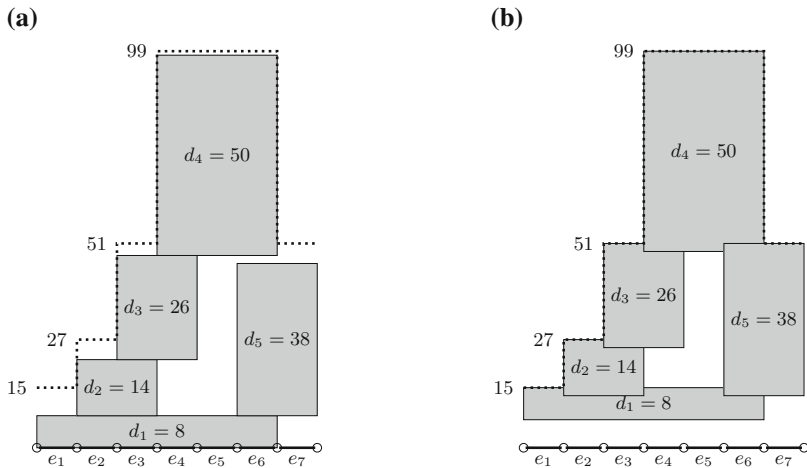 (a)
99
d₄ = 50
51
d₃ = 26
27
d₅ = 38
15
d₂ = 14
d₁ = 8
e₁ e₂ e₃ e₄ e₅ e₆ e₇
(b)
99
d₄ = 50
51
d₃ = 26
27
d₅ = 38
15
d₂ = 14
d₁ = 8
e₁ e₂ e₃ e₄ e₅ e₆ e₇